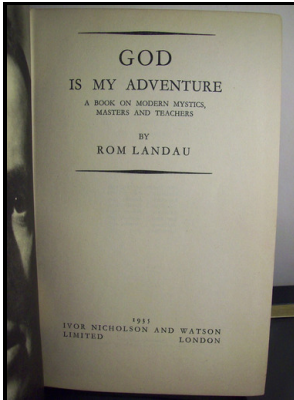 GOD
IS MY ADVENTURE
A BOOK ON MODERN MYSTICS,
MASTERS AND TEACHERS
BY
ROM LANDAU
1935
IVOR NICHOLSON AND WATSON
LIMITED LONDON